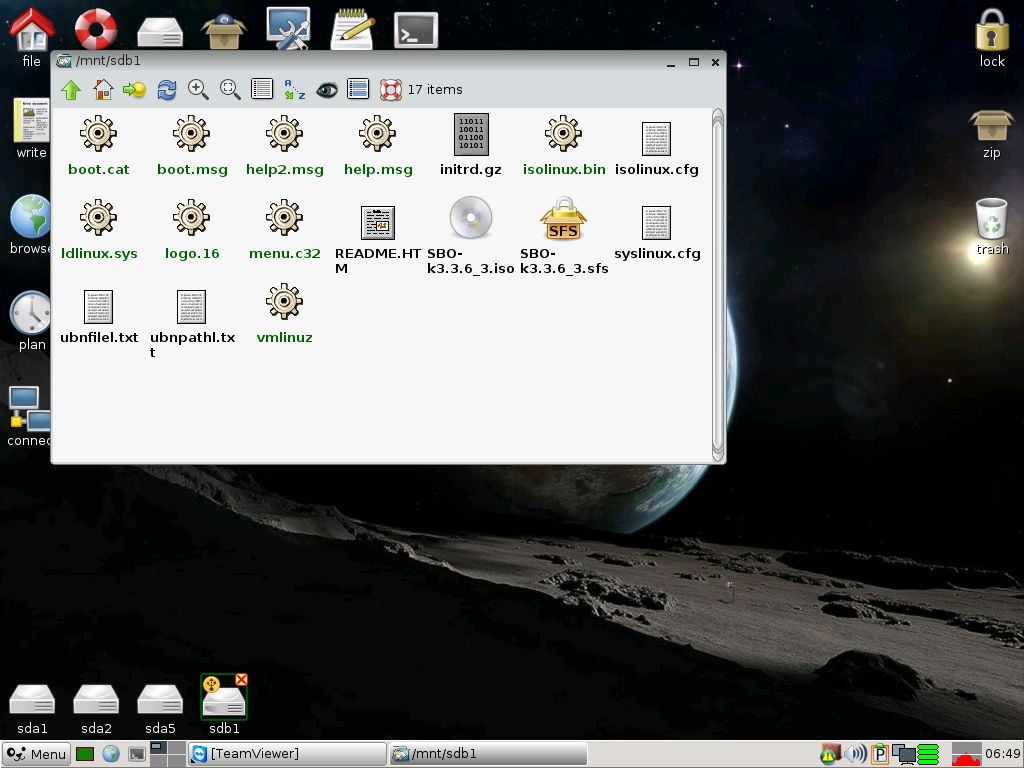 file
lock
/mnt/sdb1
17 items
write
zip
boot.cat boot.msg help2.msg help.msg initrd.gz isolinux.bin isolinux.cfg
11011
10011
01100
10101
browse
trash
ldlinux.sys logo.16 menu.c32 README.HT
M SBO-
k3.3.6_3.iso SBO-
k3.3.6_3.sfs syslinux.cfg
SFS
plan
ubnfilel.txt ubnpathl.tx
t vmlinuz
connec
sda1 sda2 sda5 sdb1
Menu [TeamViewer] /mnt/sdb1 P 06:49